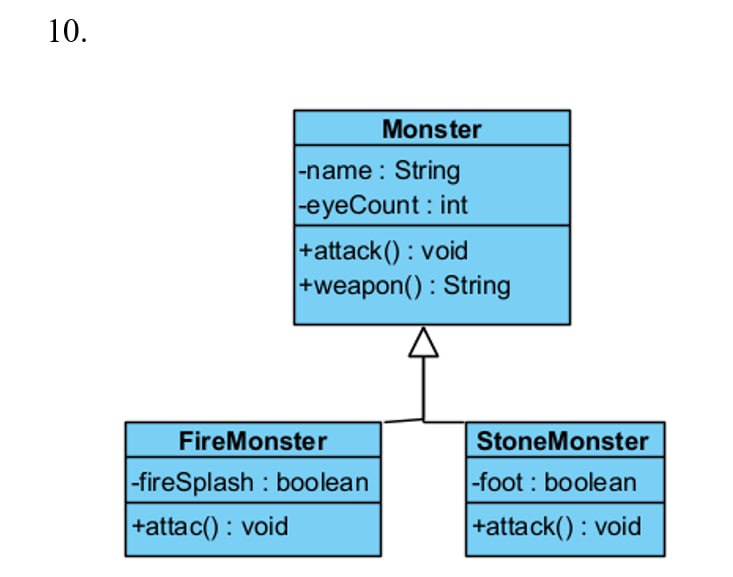 10.
Monster
-name : String
-eyeCount : int
+attack() : void
+weapon() : String
FireMonster
-fireSplash : boolean
+attac() : void
StoneMonster
-foot : boolean
+attack() : void